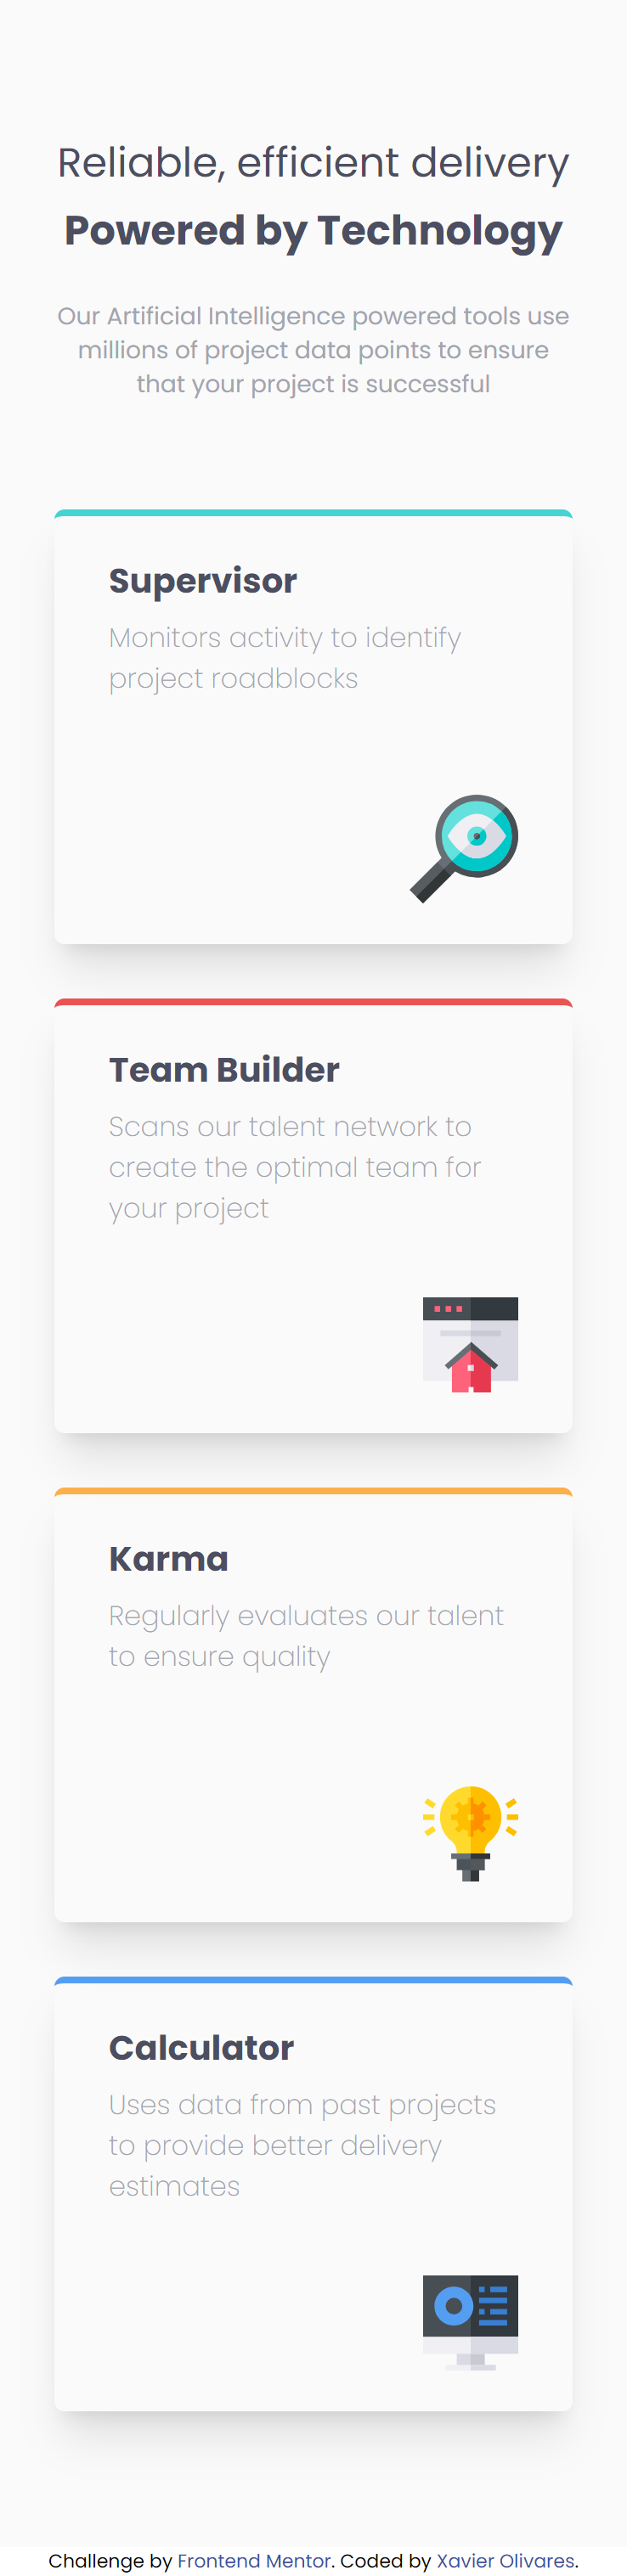 Reliable, efficient delivery
Powered by Technology
Our Artificial Intelligence powered tools use
millions of project data points to ensure
that your project is successful
Supervisor
Monitors activity to identify
project roadblocks
Team Builder
Scans our talent network to
create the optimal team for
your project
Karma
Regularly evaluates our talent
to ensure quality
Calculator
Uses data from past projects
to provide better delivery
estimates
Challenge by Frontend Mentor. Coded by Xavier Olivares.